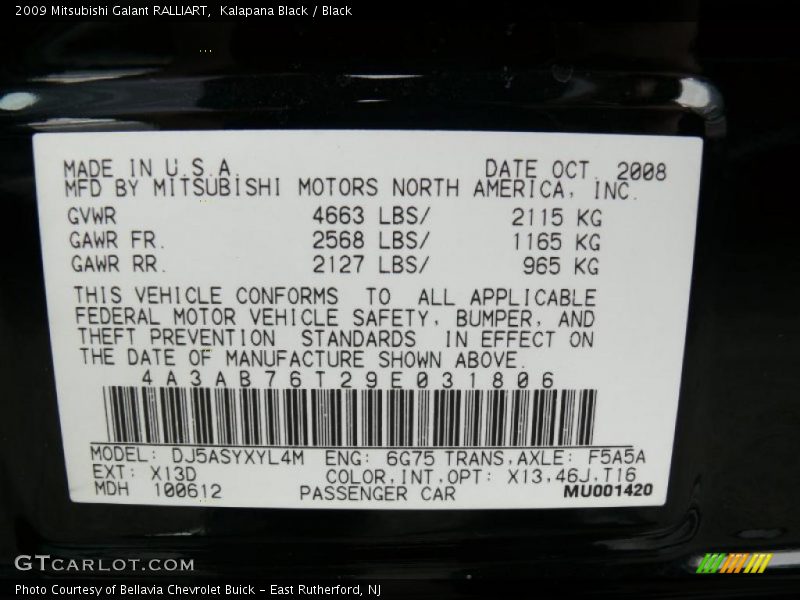 2009 Mitsubishi Galant RALLIART, Kalapana Black / Black
MADE IN U.S.A. DATE OCT. 2008
MFD BY MITSUBISHI MOTORS NORTH AMERICA, INC.
GVWR 4663 LBS/ 2115 KG
GAWR FR. 2568 LBS/ 1165 KG
GAWR RR. 2127 LBS/ 965 KG
THIS VEHICLE CONFORMS TO ALL APPLICABLE
FEDERAL MOTOR VEHICLE SAFETY, BUMPER, AND
THEFT PREVENTION STANDARDS IN EFFECT ON
THE DATE OF MANUFACTURE SHOWN ABOVE.
4A3AB76T29E031806
MODEL: DJ5ASYXYL4M ENG: 6G75 TRANS,AXLE: F5A5A
EXT: X13D COLOR,INT,OPT: X13,46J,T16
MDH 100612 PASSENGER CAR MU001420
GTCARLOT.COM
Photo Courtesy of Bellavia Chevrolet Buick - East Rutherford, NJ